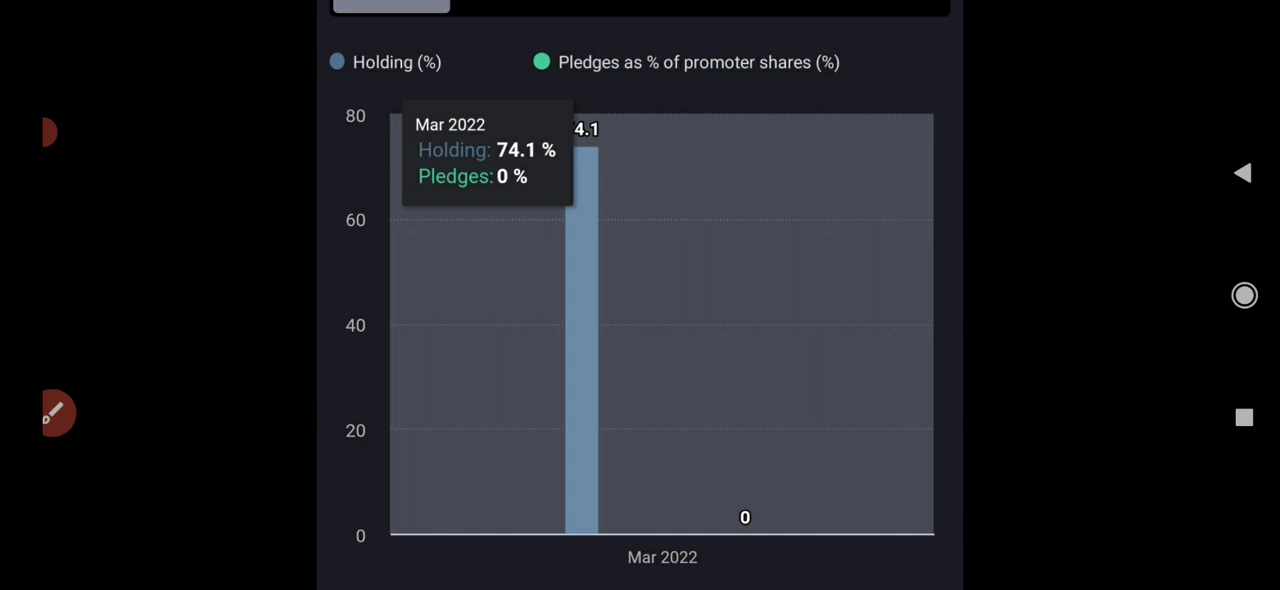 Holding (%)
Pledges as % of promoter shares (%)
80
Mar 2022
Holding: 74.1 %
Pledges: 0 %
4.1
60
40
20
0
0
Mar 2022